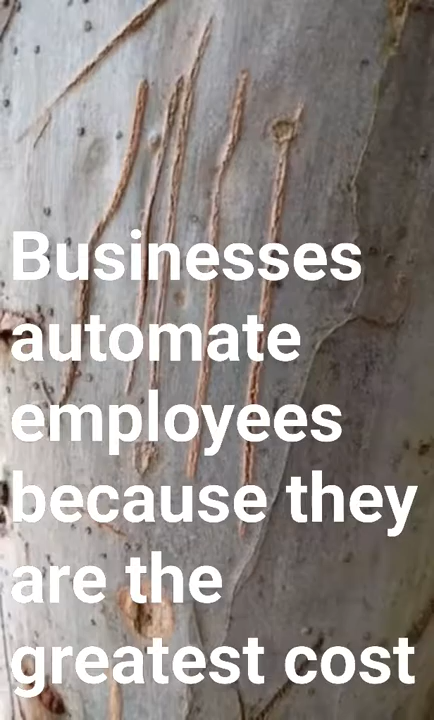 Businesses
automate
employees
because they
are the
greatest cost